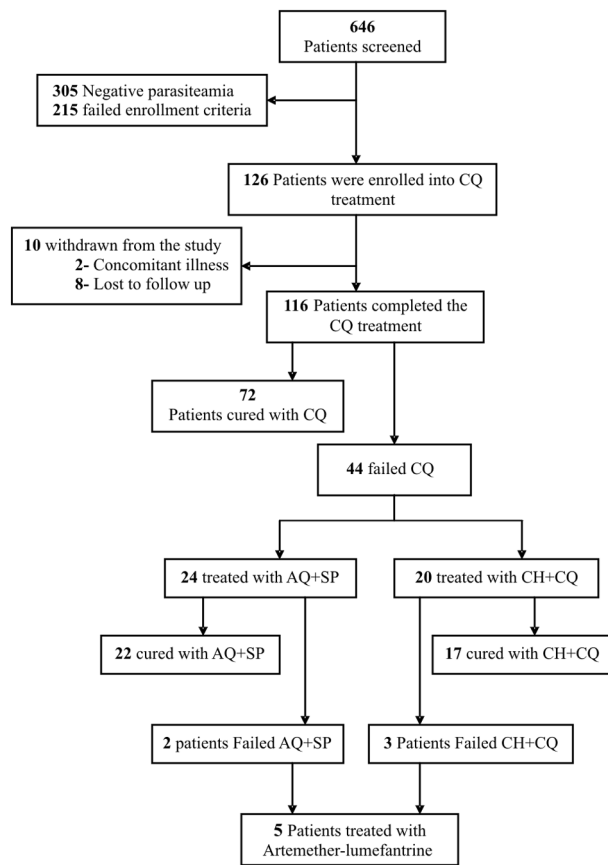 646
Patients screened
305 Negative parasiteamia
215 failed enrollment criteria
126 Patients were enrolled into CQ
treatment
10 withdrawn from the study
2- Concomitant illness
8- Lost to follow up
116 Patients completed the
CQ treatment
72
Patients cured with CQ
44 failed CQ
24 treated with AQ+SP
20 treated with CH+CQ
22 cured with AQ+SP
17 cured with CH+CQ
2 patients Failed AQ+SP
3 Patients Failed CH+CQ
5 Patients treated with
Artemether-lumefantrine